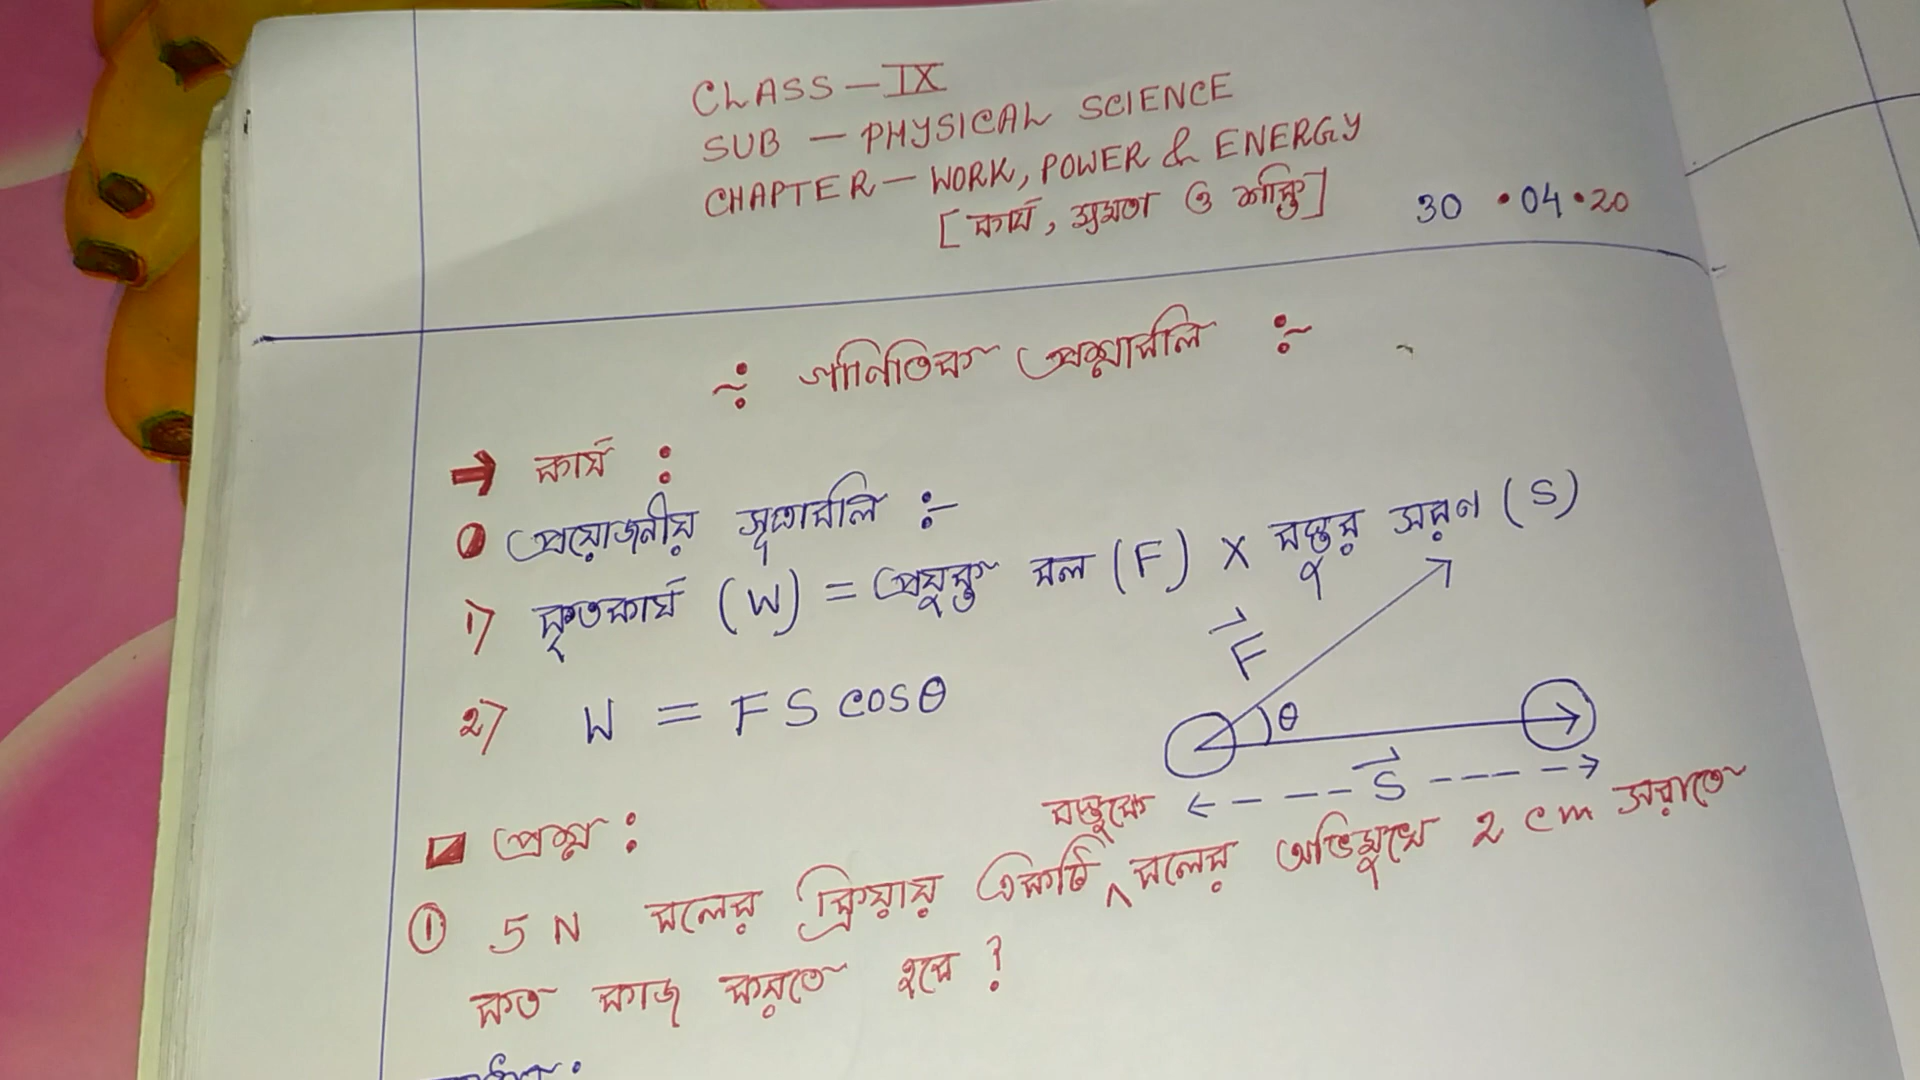 CLASS – IX
SUB – PHYSICAL SCIENCE
CHAPTER – WORK, POWER & ENERGY
[কার্য, ক্ষমতা ও শক্তি]
30 • 04 • 20
÷ গাণিতিক প্রশ্নাবলি :-
→ কার্য :
প্রয়োজনীয় সূত্রাবলি :-
1) কৃতকার্য (W) = প্রযুক্ত বল (F) × বস্তুর সরণ (S)
2) W = F S cosθ
F
θ
S
প্রশ্ন :
বস্তুকে
① 5 N বলের ক্রিয়ায় একটি ^ বলের অভিমুখে 2 cm সরাতে
কত কাজ করতে হবে ?